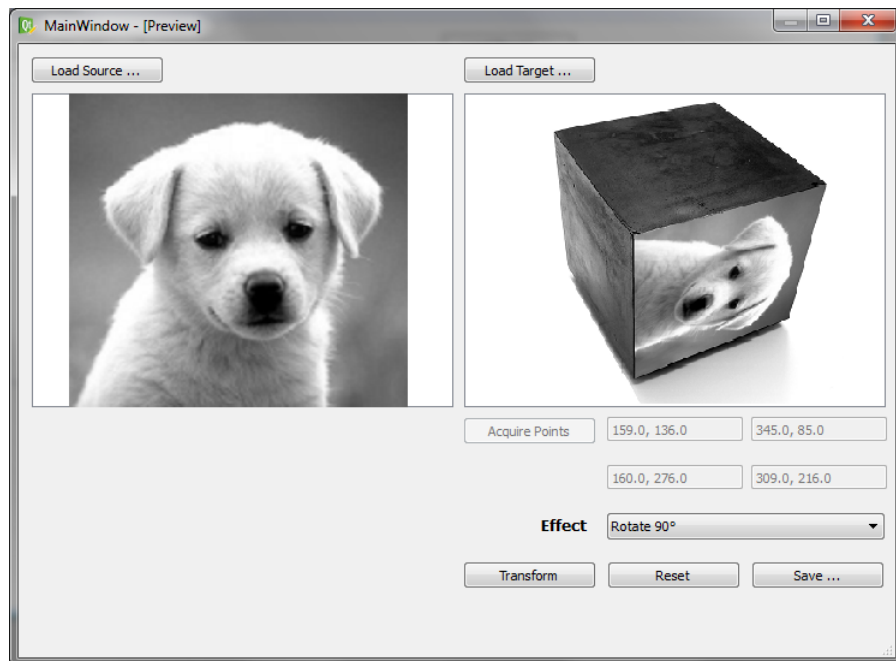 MainWindow - [Preview]
Load Source ... Load Target ...
Acquire Points 159.0, 136.0 345.0, 85.0
160.0, 276.0 309.0, 216.0
Effect Rotate 90°
Transform Reset Save ...